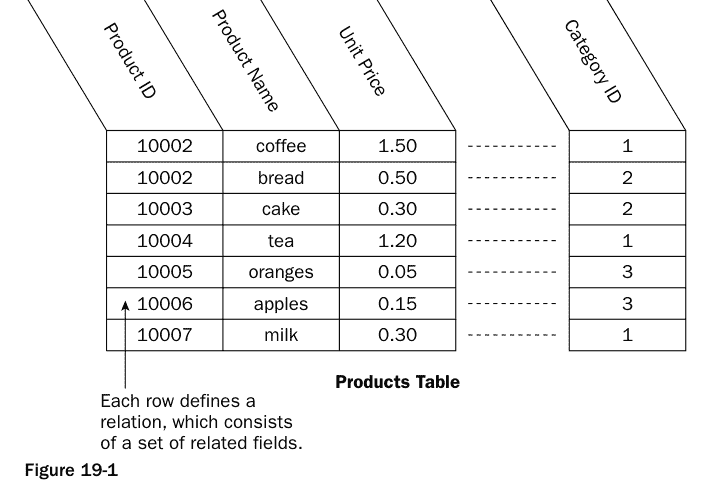 Product ID Product Name Unit Price Category ID
10002 coffee 1.50 1
10002 bread 0.50 2
10003 cake 0.30 2
10004 tea 1.20 1
10005 oranges 0.05 3
10006 apples 0.15 3
10007 milk 0.30 1
Products Table
Each row defines a
relation, which consists
of a set of related fields.
Figure 19-1